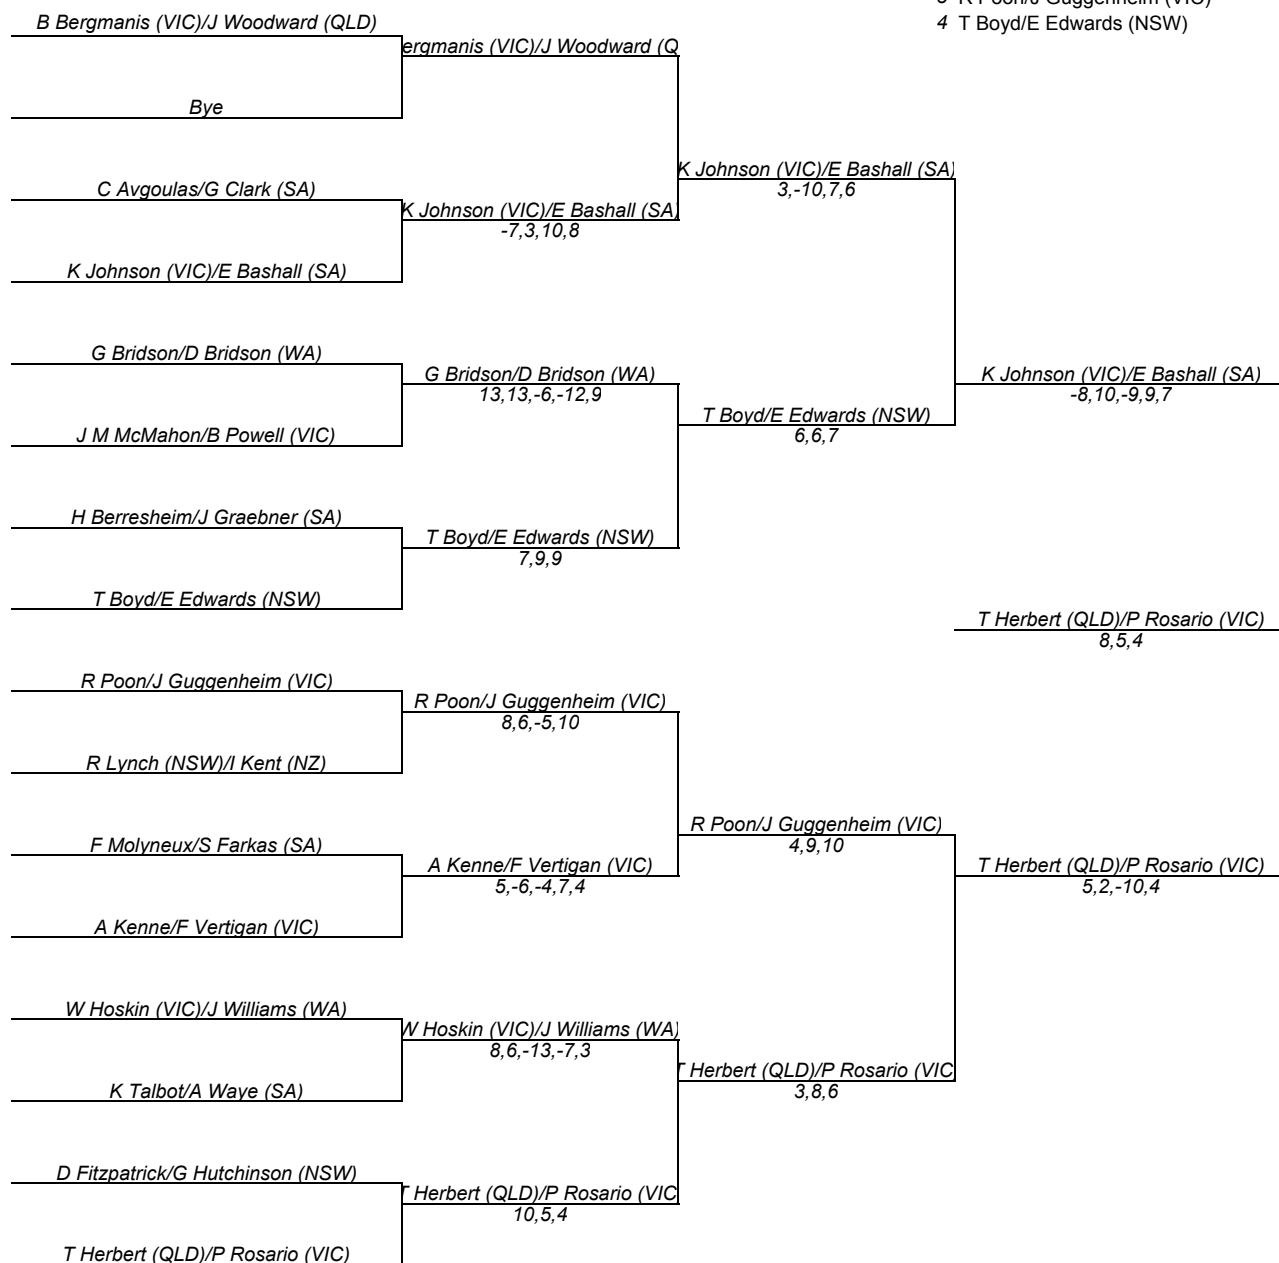 4 T Boyd/E Edwards (NSW)
B Bergmanis (VIC)/J Woodward (QLD)
ergmanis (VIC)/J Woodward (Q
Bye
C Avgoulas/G Clark (SA)
K Johnson (VIC)/E Bashall (SA)
-7,3,10,8
K Johnson (VIC)/E Bashall (SA)
K Johnson (VIC)/E Bashall (SA)
3,-10,7,6
G Bridson/D Bridson (WA)
G Bridson/D Bridson (WA)
13,13,-6,-12,9
J M McMahon/B Powell (VIC)
T Boyd/E Edwards (NSW)
6,6,7
K Johnson (VIC)/E Bashall (SA)
-8,10,-9,9,7
H Berresheim/J Graebner (SA)
T Boyd/E Edwards (NSW)
7,9,9
T Boyd/E Edwards (NSW)
T Herbert (QLD)/P Rosario (VIC)
8,5,4
R Poon/J Guggenheim (VIC)
R Poon/J Guggenheim (VIC)
8,6,-5,10
R Lynch (NSW)/I Kent (NZ)
R Poon/J Guggenheim (VIC)
4,9,10
F Molyneux/S Farkas (SA)
A Kenne/F Vertigan (VIC)
5,-6,-4,7,4
A Kenne/F Vertigan (VIC)
T Herbert (QLD)/P Rosario (VIC)
5,2,-10,4
W Hoskin (VIC)/J Williams (WA)
W Hoskin (VIC)/J Williams (WA)
8,6,-13,-7,3
K Talbot/A Waye (SA)
T Herbert (QLD)/P Rosario (VIC
3,8,6
D Fitzpatrick/G Hutchinson (NSW)
T Herbert (QLD)/P Rosario (VIC
10,5,4
T Herbert (QLD)/P Rosario (VIC)